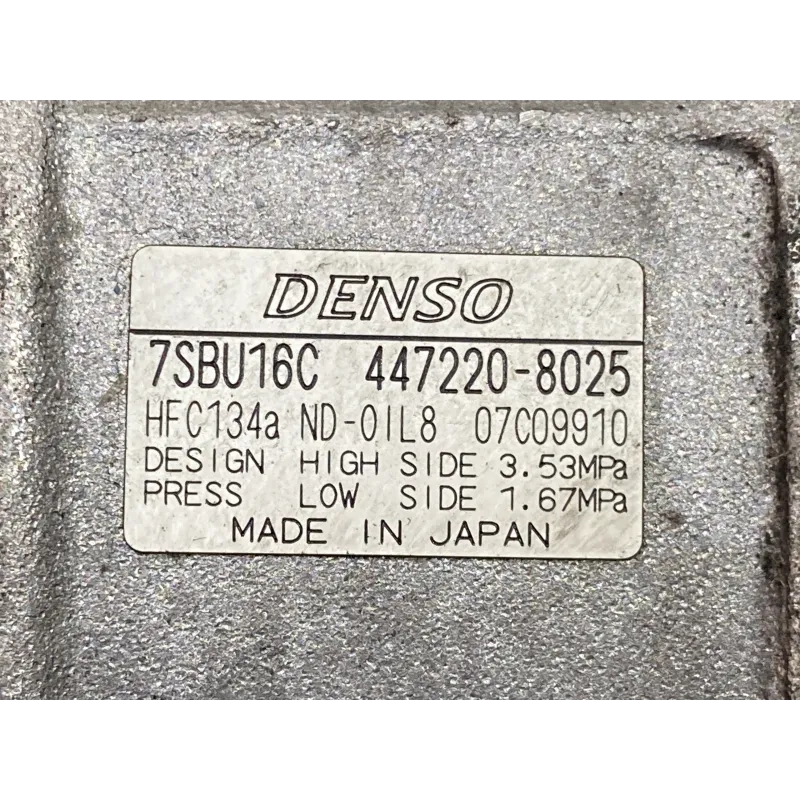 DENSO
7SBU16C 447220-8025
HFC134a ND-OIL8 07C09910
DESIGN HIGH SIDE 3.53MPa
PRESS LOW SIDE 1.67MPa
MADE IN JAPAN